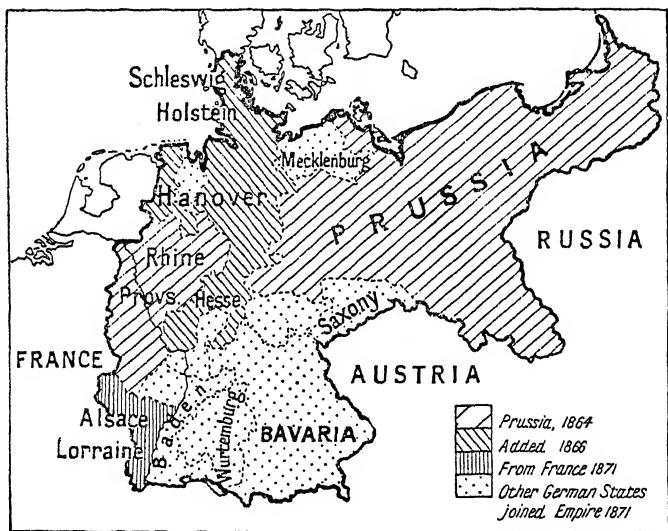 Schleswig
Holstein
Mecklenburg
Hanover
PRUSSIA
RUSSIA
Rhine
Provs.
Hesse
Saxony
FRANCE
AUSTRIA
Alsace
Lorraine
Baden
Wurtemburg
BAVARIA
Prussia, 1864
Added 1866
From France 1871
Other German States
joined Empire 1871